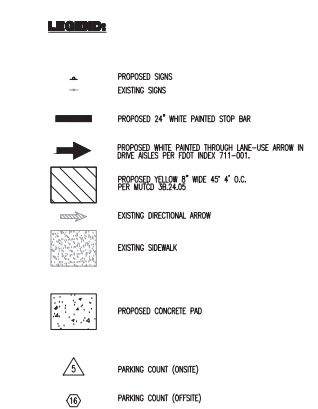 LEGEND:
PROPOSED SIGNS
EXISTING SIGNS
PROPOSED 24" WHITE PAINTED STOP BAR
PROPOSED WHITE PAINTED THROUGH LANE-USE ARROW IN
DRIVE AISLES PER FDOT INDEX 711-001.
PROPOSED YELLOW 8" WIDE 45° 4' O.C.
PER MUTCD 3B.24.05
EXISTING DIRECTIONAL ARROW
EXISTING SIDEWALK
PROPOSED CONCRETE PAD
5 PARKING COUNT (ONSITE)
16 PARKING COUNT (OFFSITE)